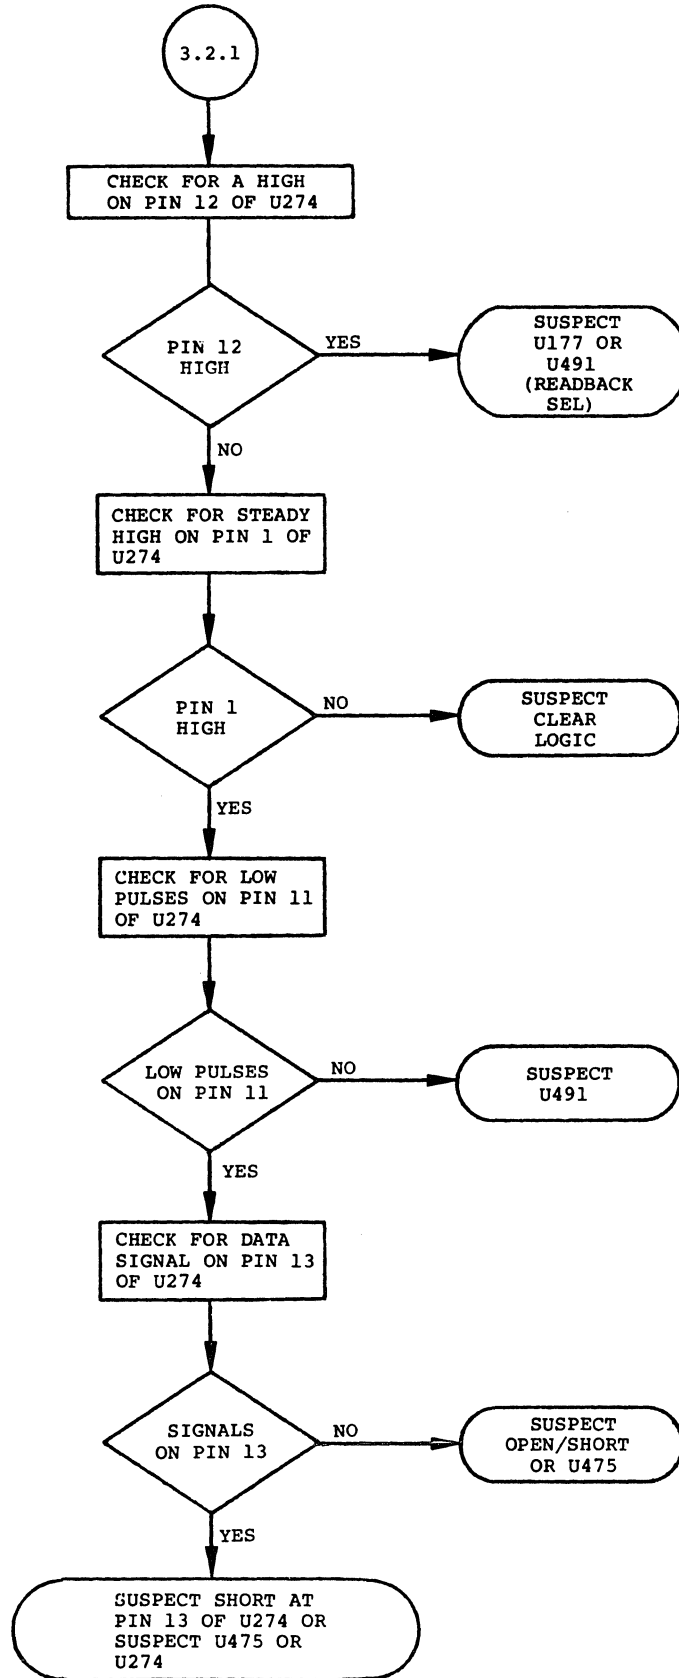 3.2.1
CHECK FOR A HIGH
ON PIN 12 OF U274
PIN 12
HIGH
YES
SUSPECT
U177 OR
U491
(READBACK
SEL)
NO
CHECK FOR STEADY
HIGH ON PIN 1 OF
U274
PIN 1
HIGH
NO
SUSPECT
CLEAR
LOGIC
YES
CHECK FOR LOW
PULSES ON PIN 11
OF U274
LOW PULSES
ON PIN 11
NO
SUSPECT
U491
YES
CHECK FOR DATA
SIGNAL ON PIN 13
OF U274
SIGNALS
ON PIN 13
NO
SUSPECT
OPEN/SHORT
OR U475
YES
SUSPECT SHORT AT
PIN 13 OF U274 OR
SUSPECT U475 OR
U274